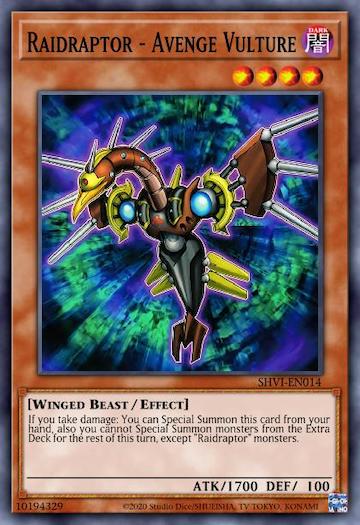 RAIDRAPTOR - AVENGE VULTURE
DARK
闇
SHVI-EN014
[WINGED BEAST / EFFECT]
If you take damage: You can Special Summon this card from your
hand, also you cannot Special Summon monsters from the Extra
Deck for the rest of this turn, except "Raidraptor" monsters.
ATK/1700 DEF/ 100
10194329
©2020 Studio Dice/SHUEISHA, TV TOKYO, KONAMI